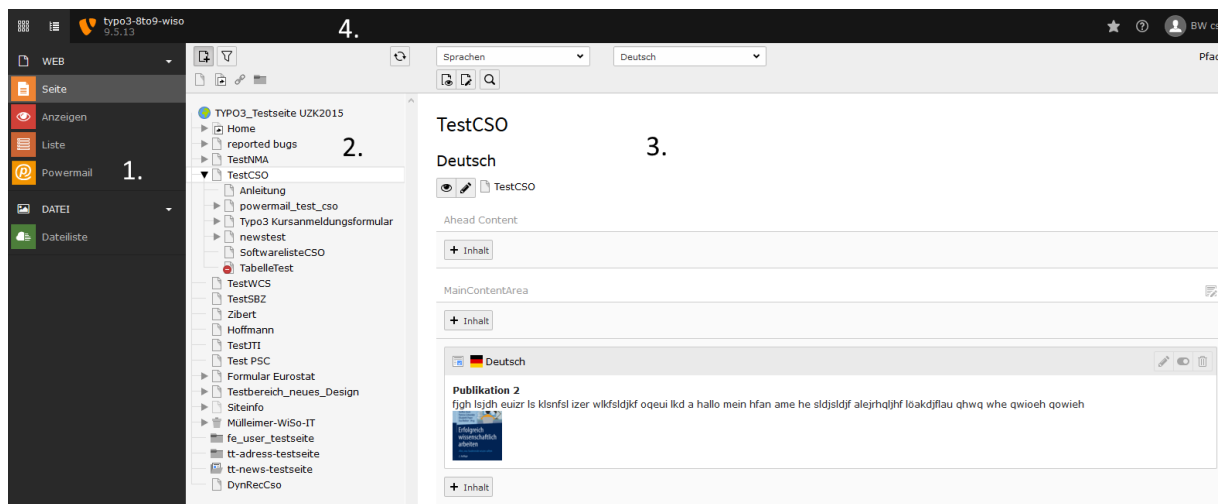 typo3-8to9-wiso
9.5.13
4.
BW cs
WEB
Seite
Anzeigen
Liste
Powermail
1.
DATEI
Dateiliste
TYPO3_Testseite UZK2015
Home
reported bugs
2.
TestNMA
TestCSO
Anleitung
powermail_test_cso
Typo3 Kursanmeldungsformular
newstest
SoftwarelisteCSO
TabelleTest
TestWCS
TestSBZ
Zibert
Hoffmann
TestJTI
Test PSC
Formular Eurostat
Testbereich_neues_Design
Siteinfo
Mülleimer-WiSo-IT
fe_user_testseite
tt-adress-testseite
tt-news-testseite
DynRecCso
Sprachen
Deutsch
Pfad
TestCSO
3.
Deutsch
TestCSO
Ahead Content
+ Inhalt
MainContentArea
+ Inhalt
Deutsch
Publikation 2
fjgh lsjdh euizr ls klsnfsl izer wlkfsldjkf oqeui lkd a hallo mein hfan ame he sldjsldjf alejrhqljhf löakdjflau qhwq whe qwioeh qowieh
Erfolgreich
wissenschaftlich
arbeiten
+ Inhalt